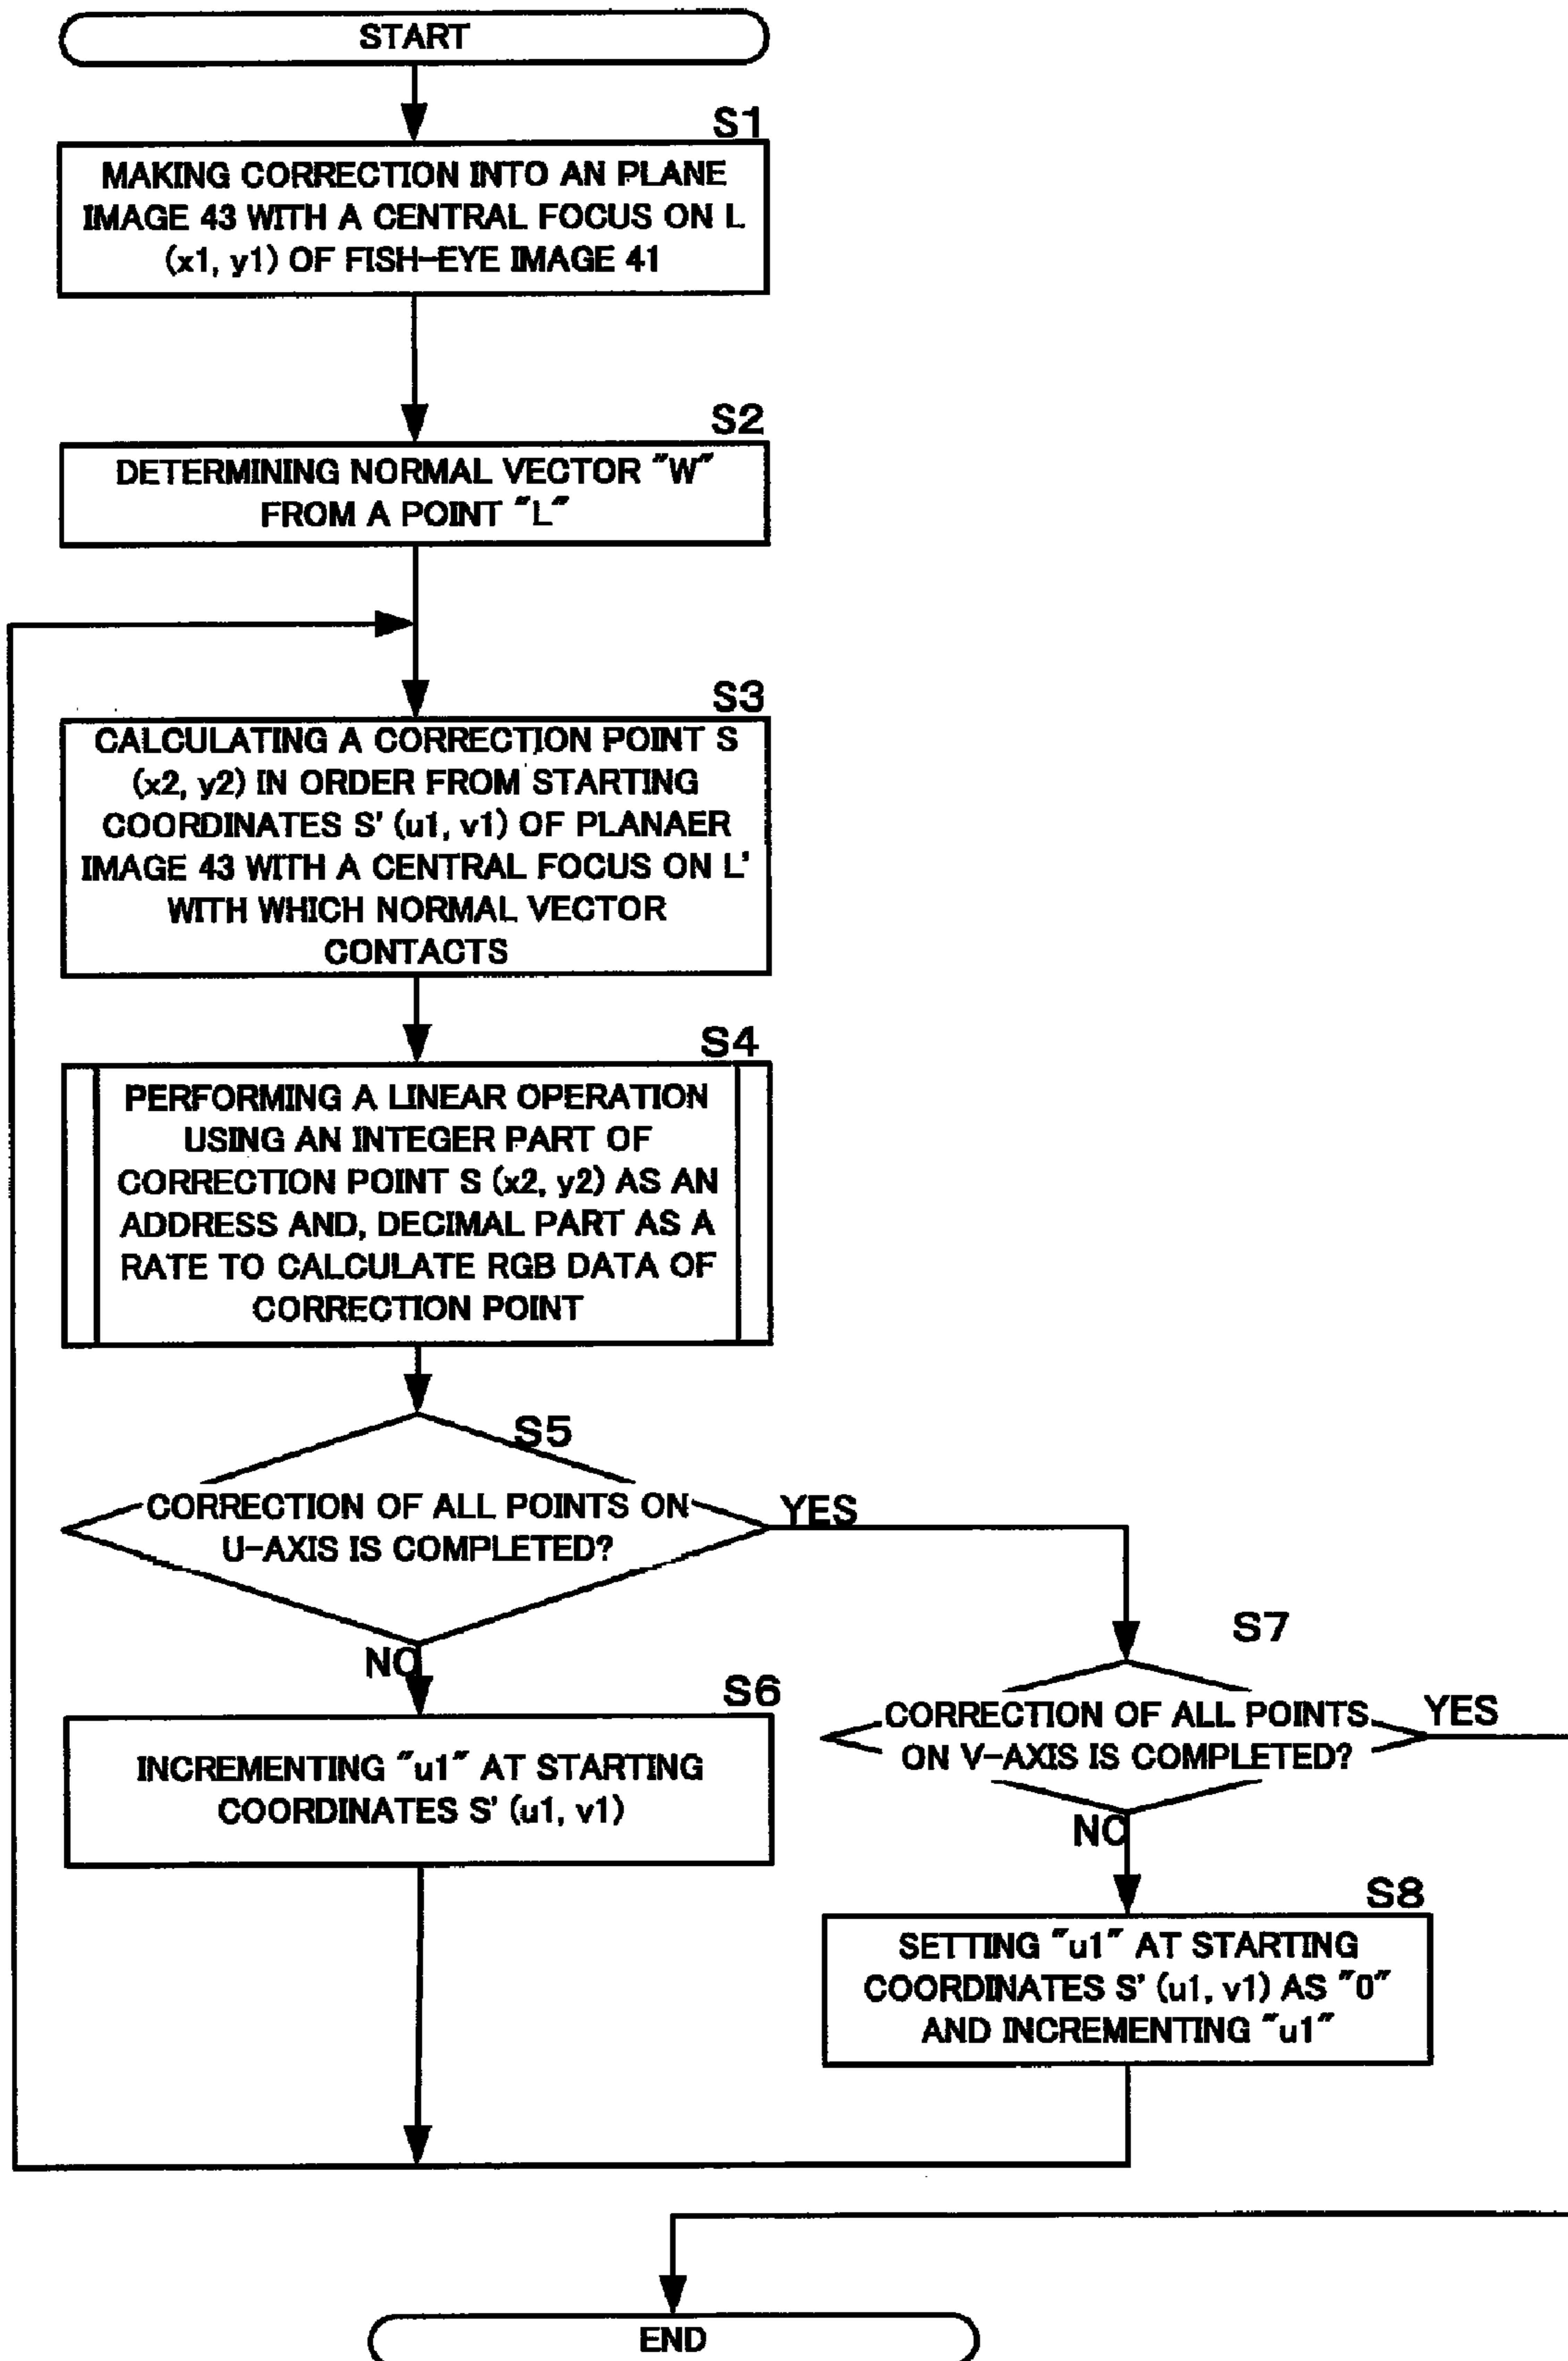 START
S1
MAKING CORRECTION INTO AN PLANE
IMAGE 43 WITH A CENTRAL FOCUS ON L
(x1, y1) OF FISH-EYE IMAGE 41
S2
DETERMINING NORMAL VECTOR "W"
FROM A POINT "L"
S3
CALCULATING A CORRECTION POINT S
(x2, y2) IN ORDER FROM STARTING
COORDINATES S' (u1, v1) OF PLANAER
IMAGE 43 WITH A CENTRAL FOCUS ON L'
WITH WHICH NORMAL VECTOR
CONTACTS
S4
PERFORMING A LINEAR OPERATION
USING AN INTEGER PART OF
CORRECTION POINT S (x2, y2) AS AN
ADDRESS AND, DECIMAL PART AS A
RATE TO CALCULATE RGB DATA OF
CORRECTION POINT
S5
CORRECTION OF ALL POINTS ON
U-AXIS IS COMPLETED?
YES
NO
S6
INCREMENTING "u1" AT STARTING
COORDINATES S' (u1, v1)
S7
CORRECTION OF ALL POINTS
ON V-AXIS IS COMPLETED?
YES
NO
S8
SETTING "u1" AT STARTING
COORDINATES S' (u1, v1) AS "0"
AND INCREMENTING "u1"
END